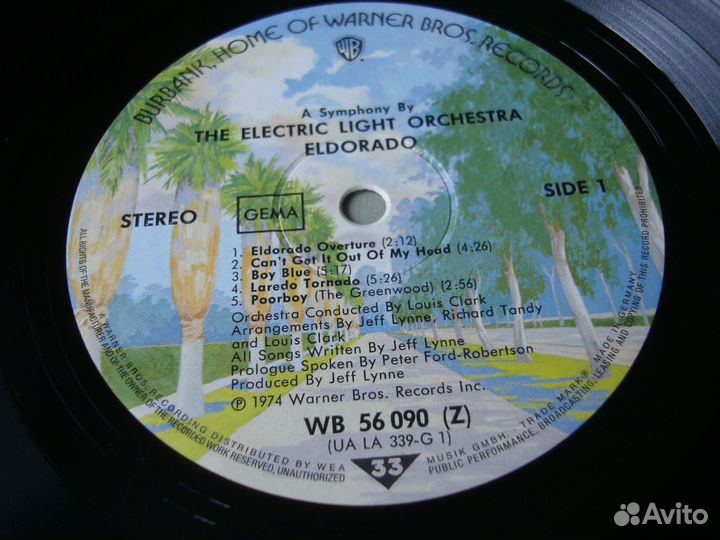 BURBANK, HOME OF WARNER BROS. RECORDS
WB
A Symphony By
THE ELECTRIC LIGHT ORCHESTRA
ELDORADO
STEREO
GEMA
SIDE 1
1. Eldorado Overture (2:12)
2. Can't Get It Out Of My Head (4:26)
3. Boy Blue (5:17)
4. Laredo Tornado (5:26)
5. Poorboy (The Greenwood) (2:56)
Orchestra Conducted By Louis Clark
Arrangements By Jeff Lynne, Richard Tandy
and Louis Clark
All Songs Written By Jeff Lynne
Prologue Spoken By Peter Ford-Robertson
Produced By Jeff Lynne
℗ 1974 Warner Bros. Records Inc.
WB 56 090 (Z)
(UA LA 339-G 1)
33
A WARNER BROS. RECORDING DISTRIBUTED BY WEA MUSIK GMBH. · TRADE MARK® MADE IN GERMANY
ALL RIGHTS OF THE MANUFACTURER AND OF THE OWNER OF THE RECORDED WORK RESERVED, UNAUTHORIZED PUBLIC PERFORMANCE, BROADCASTING, LEASING AND COPYING OF THIS RECORD PROHIBITED
Avito